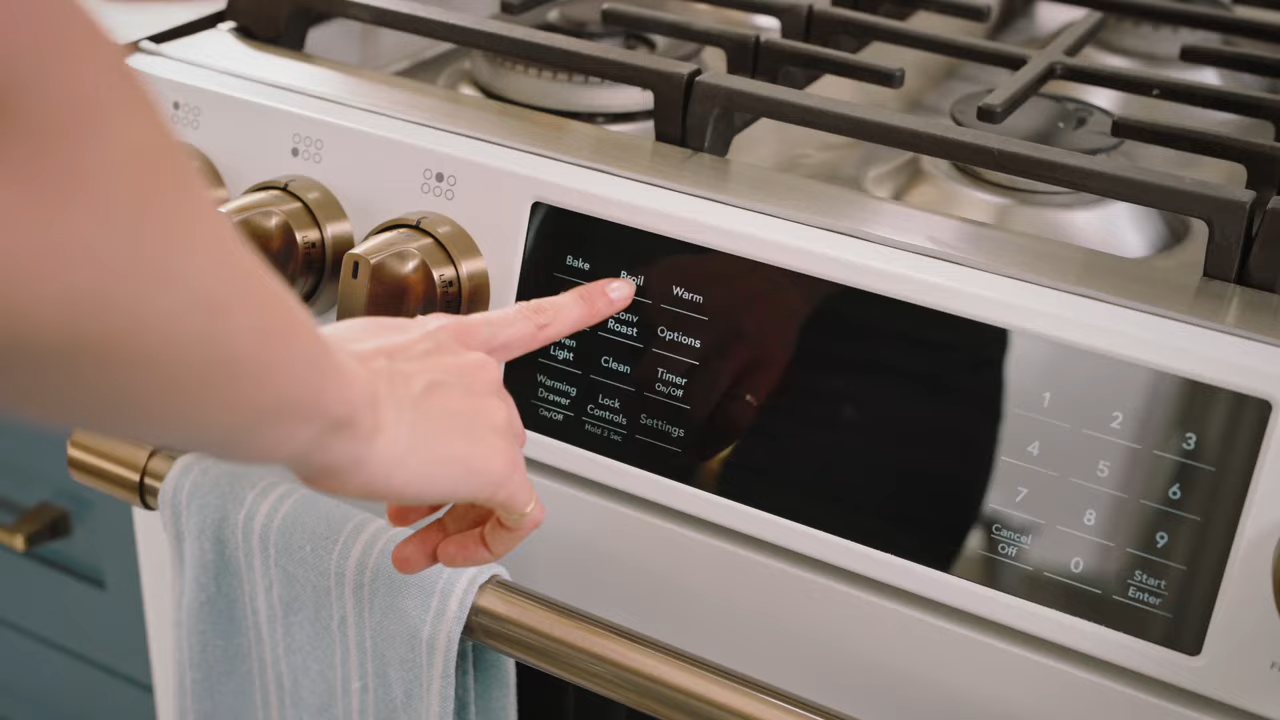 Bake
Broil
Warm
Conv
Roast
Options
Oven
Light
Clean
Timer
On/Off
Warming
Drawer
On/Off
Lock
Controls
Hold 3 Sec
Settings
1
2
3
4
5
6
7
8
9
Cancel
Off
0
Start
Enter